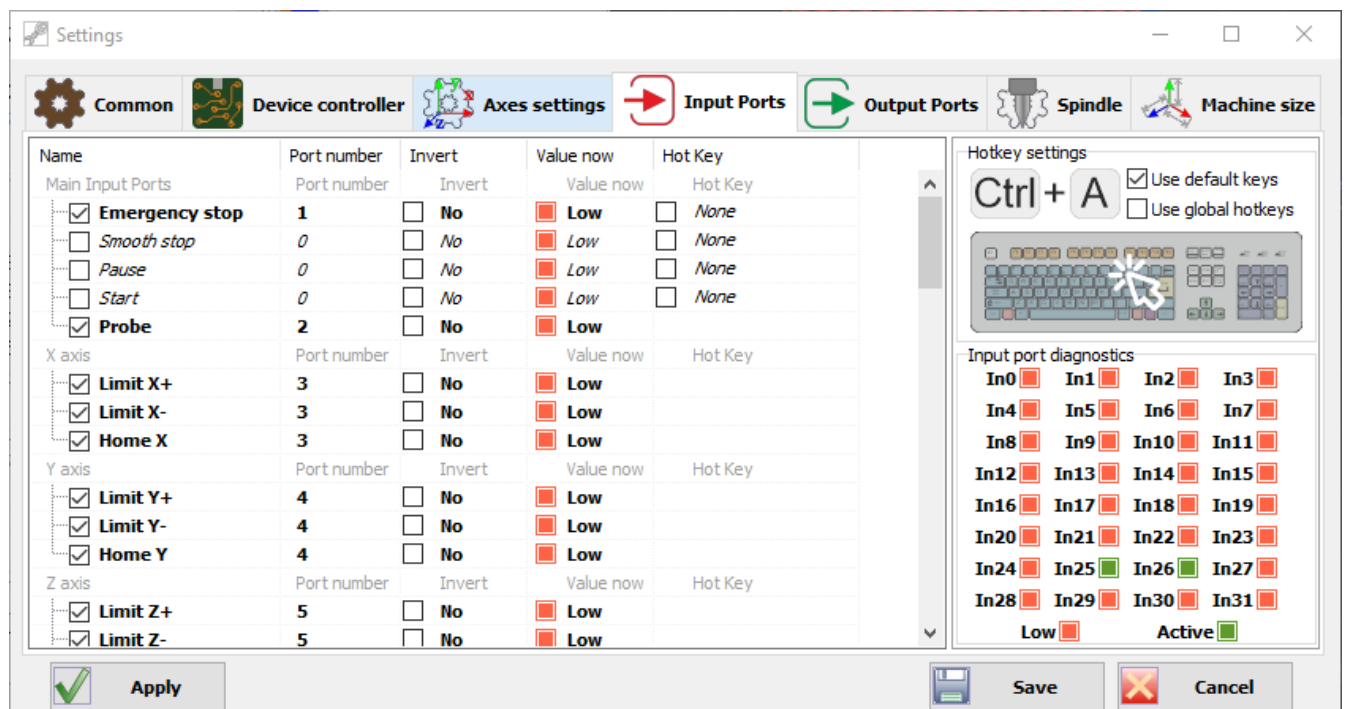 Settings
Common Device controller Axes settings Input Ports Output Ports Spindle Machine size
Name Port number Invert Value now Hot Key
Main Input Ports Port number Invert Value now Hot Key
Emergency stop 1 No Low None
Smooth stop 0 No Low None
Pause 0 No Low None
Start 0 No Low None
Probe 2 No Low
X axis Port number Invert Value now Hot Key
Limit X+ 3 No Low
Limit X- 3 No Low
Home X 3 No Low
Y axis Port number Invert Value now Hot Key
Limit Y+ 4 No Low
Limit Y- 4 No Low
Home Y 4 No Low
Z axis Port number Invert Value now Hot Key
Limit Z+ 5 No Low
Limit Z- 5 No Low
Hotkey settings
Ctrl + A
Use default keys
Use global hotkeys
Input port diagnostics
In0 In1 In2 In3
In4 In5 In6 In7
In8 In9 In10 In11
In12 In13 In14 In15
In16 In17 In18 In19
In20 In21 In22 In23
In24 In25 In26 In27
In28 In29 In30 In31
Low Active
Apply Save Cancel